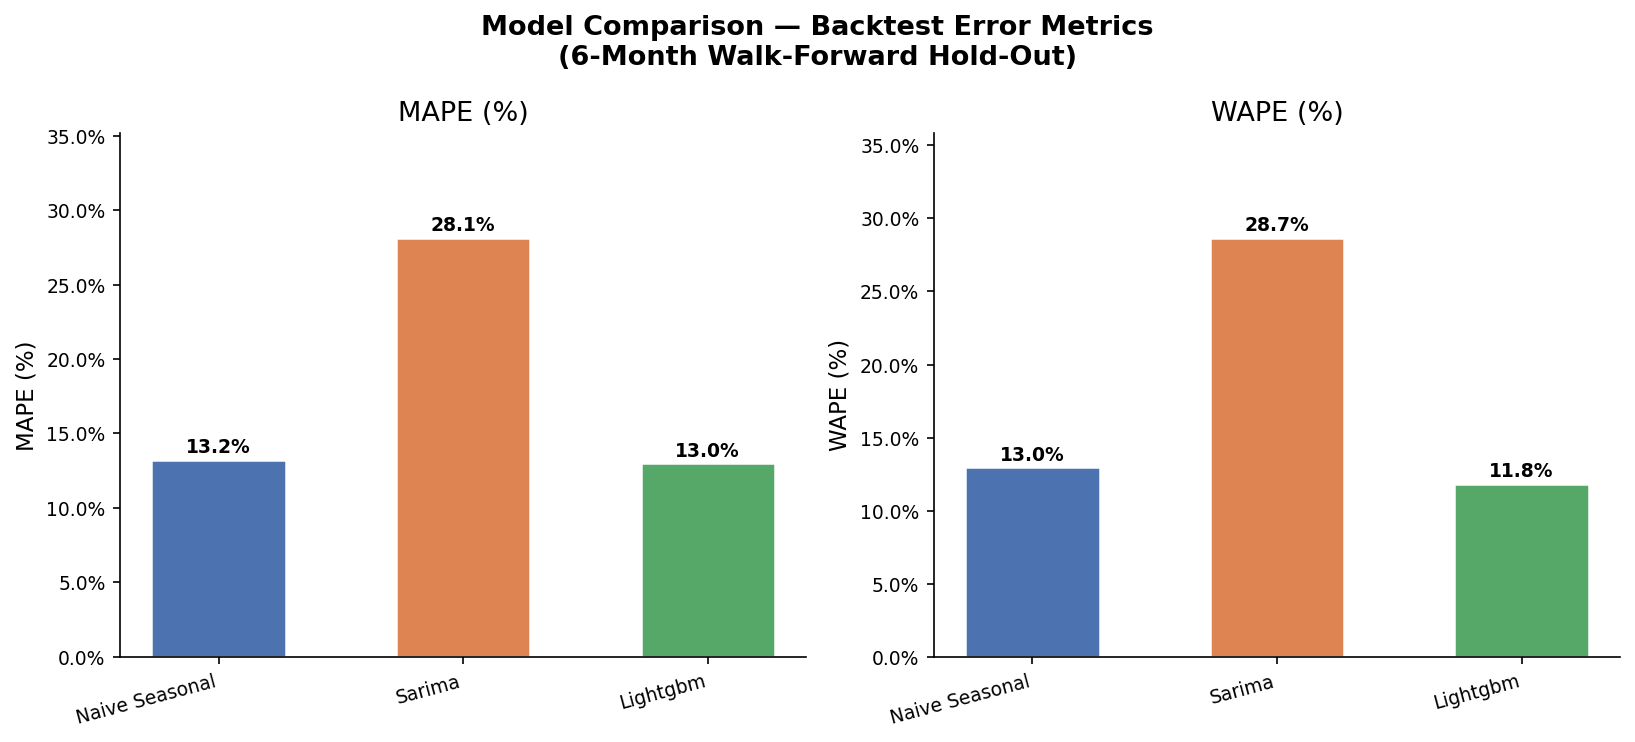 Model Comparison — Backtest Error Metrics
(6-Month Walk-Forward Hold-Out)
MAPE (%)
MAPE (%)
35.0%
30.0%
25.0%
20.0%
15.0%
10.0%
5.0%
0.0%
13.2%
28.1%
13.0%
Naive Seasonal
Sarima
Lightgbm
WAPE (%)
WAPE (%)
35.0%
30.0%
25.0%
20.0%
15.0%
10.0%
5.0%
0.0%
13.0%
28.7%
11.8%
Naive Seasonal
Sarima
Lightgbm